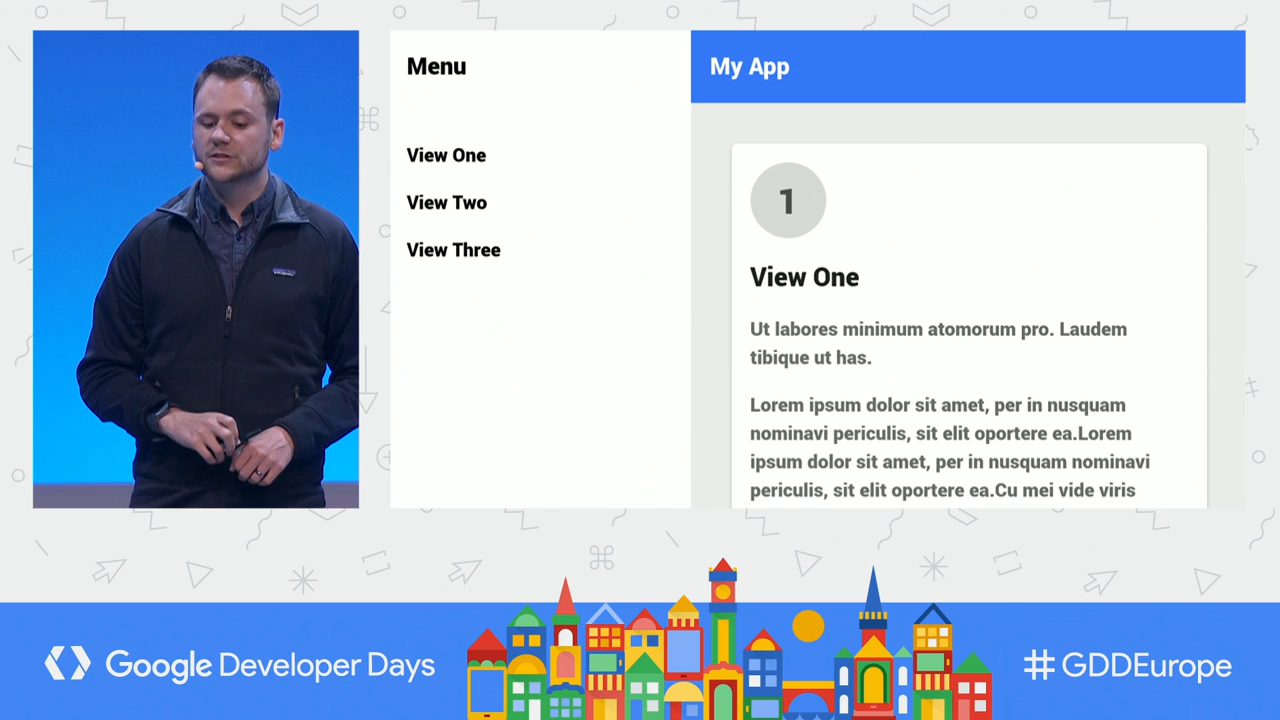 Menu
View One
View Two
View Three
My App
1
View One
Ut labores minimum atomorum pro. Laudem
tibique ut has.
Lorem ipsum dolor sit amet, per in nusquam
nominavi periculis, sit elit oportere ea.Lorem
ipsum dolor sit amet, per in nusquam nominavi
periculis, sit elit oportere ea.Cu mei vide viris
Google Developer Days
#GDDEurope